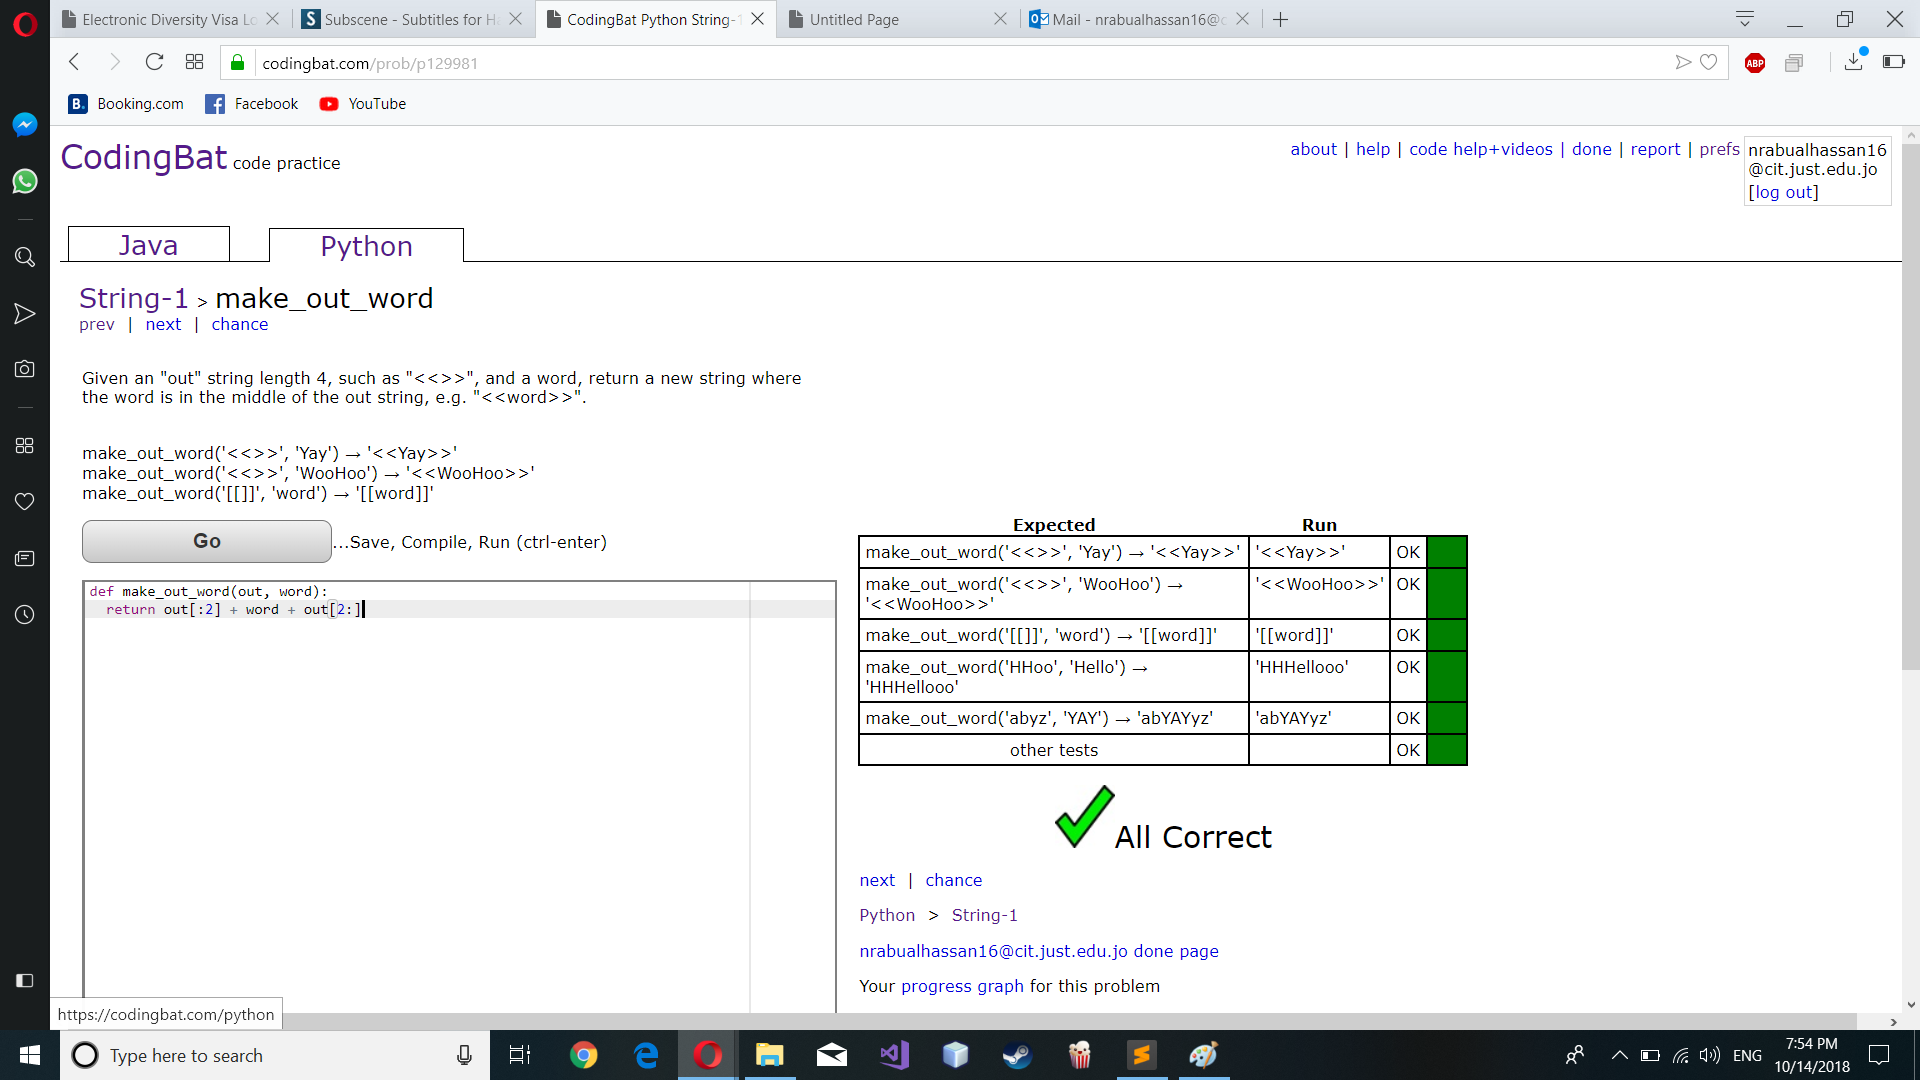 Electronic Diversity Visa Lo
Subscene - Subtitles for Ho
CodingBat Python String-1
Untitled Page
Mail - nrabualhassan16@c
codingbat.com/prob/p129981
ABP
B. Booking.com
Facebook
YouTube
CodingBat code practice
about | help | code help+videos | done | report | prefs
nrabualhassan16
@cit.just.edu.jo
[log out]
Java
Python
String-1 > make_out_word
prev | next | chance
Given an "out" string length 4, such as "<<>>", and a word, return a new string where
the word is in the middle of the out string, e.g. "<<word>>".
make_out_word('<<>>', 'Yay') → '<<Yay>>'
make_out_word('<<>>', 'WooHoo') → '<<WooHoo>>'
make_out_word('[[]]', 'word') → '[[word]]'
Go
...Save, Compile, Run (ctrl-enter)
def make_out_word(out, word):
return out[:2] + word + out[2:]
Expected Run
make_out_word('<<>>', 'Yay') → '<<Yay>>' '<<Yay>>' OK
make_out_word('<<>>', 'WooHoo') → '<<WooHoo>>' OK
'<<WooHoo>>'
make_out_word('[[]]', 'word') → '[[word]]' '[[word]]' OK
make_out_word('HHoo', 'Hello') → 'HHHellooo' OK
'HHHellooo'
make_out_word('abyz', 'YAY') → 'abYAYyz' 'abYAYyz' OK
other tests OK
All Correct
next | chance
Python > String-1
nrabualhassan16@cit.just.edu.jo done page
Your progress graph for this problem
https://codingbat.com/python
Type here to search
ENG
7:54 PM
10/14/2018